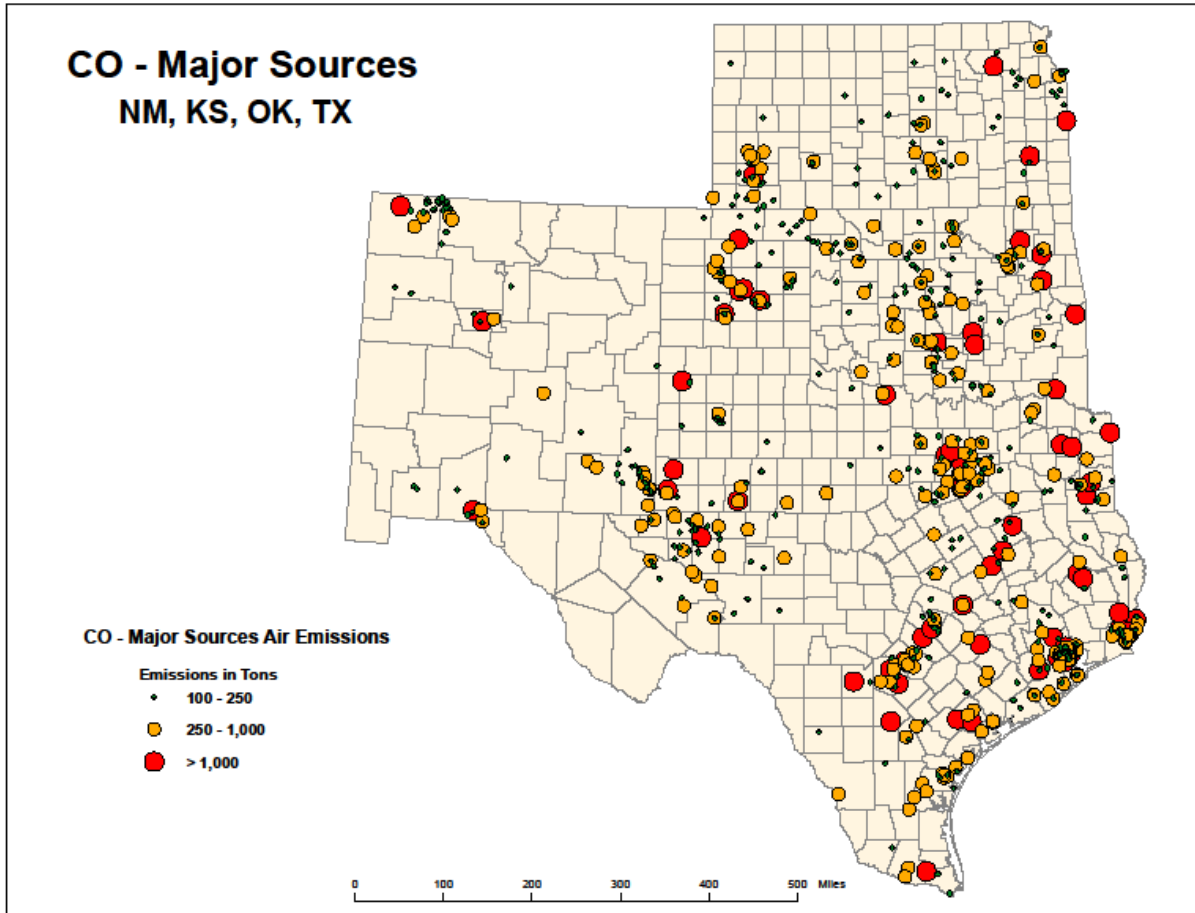 CO - Major Sources
NM, KS, OK, TX
CO - Major Sources Air Emissions
Emissions in Tons
100 - 250
250 - 1,000
> 1,000
0 100 200 300 400 500 Miles